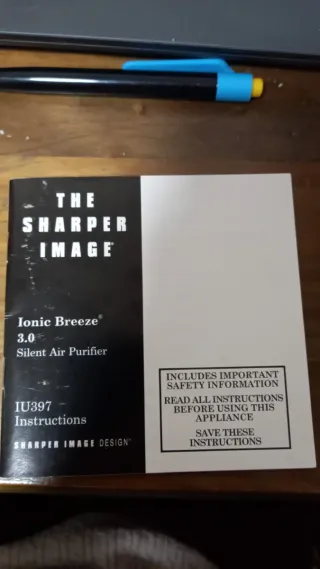 THE
SHARPER
IMAGE®
Ionic Breeze®
3.0
Silent Air Purifier
IU397
Instructions
SHARPER IMAGE DESIGN™
INCLUDES IMPORTANT
SAFETY INFORMATION
READ ALL INSTRUCTIONS
BEFORE USING THIS
APPLIANCE
SAVE THESE
INSTRUCTIONS